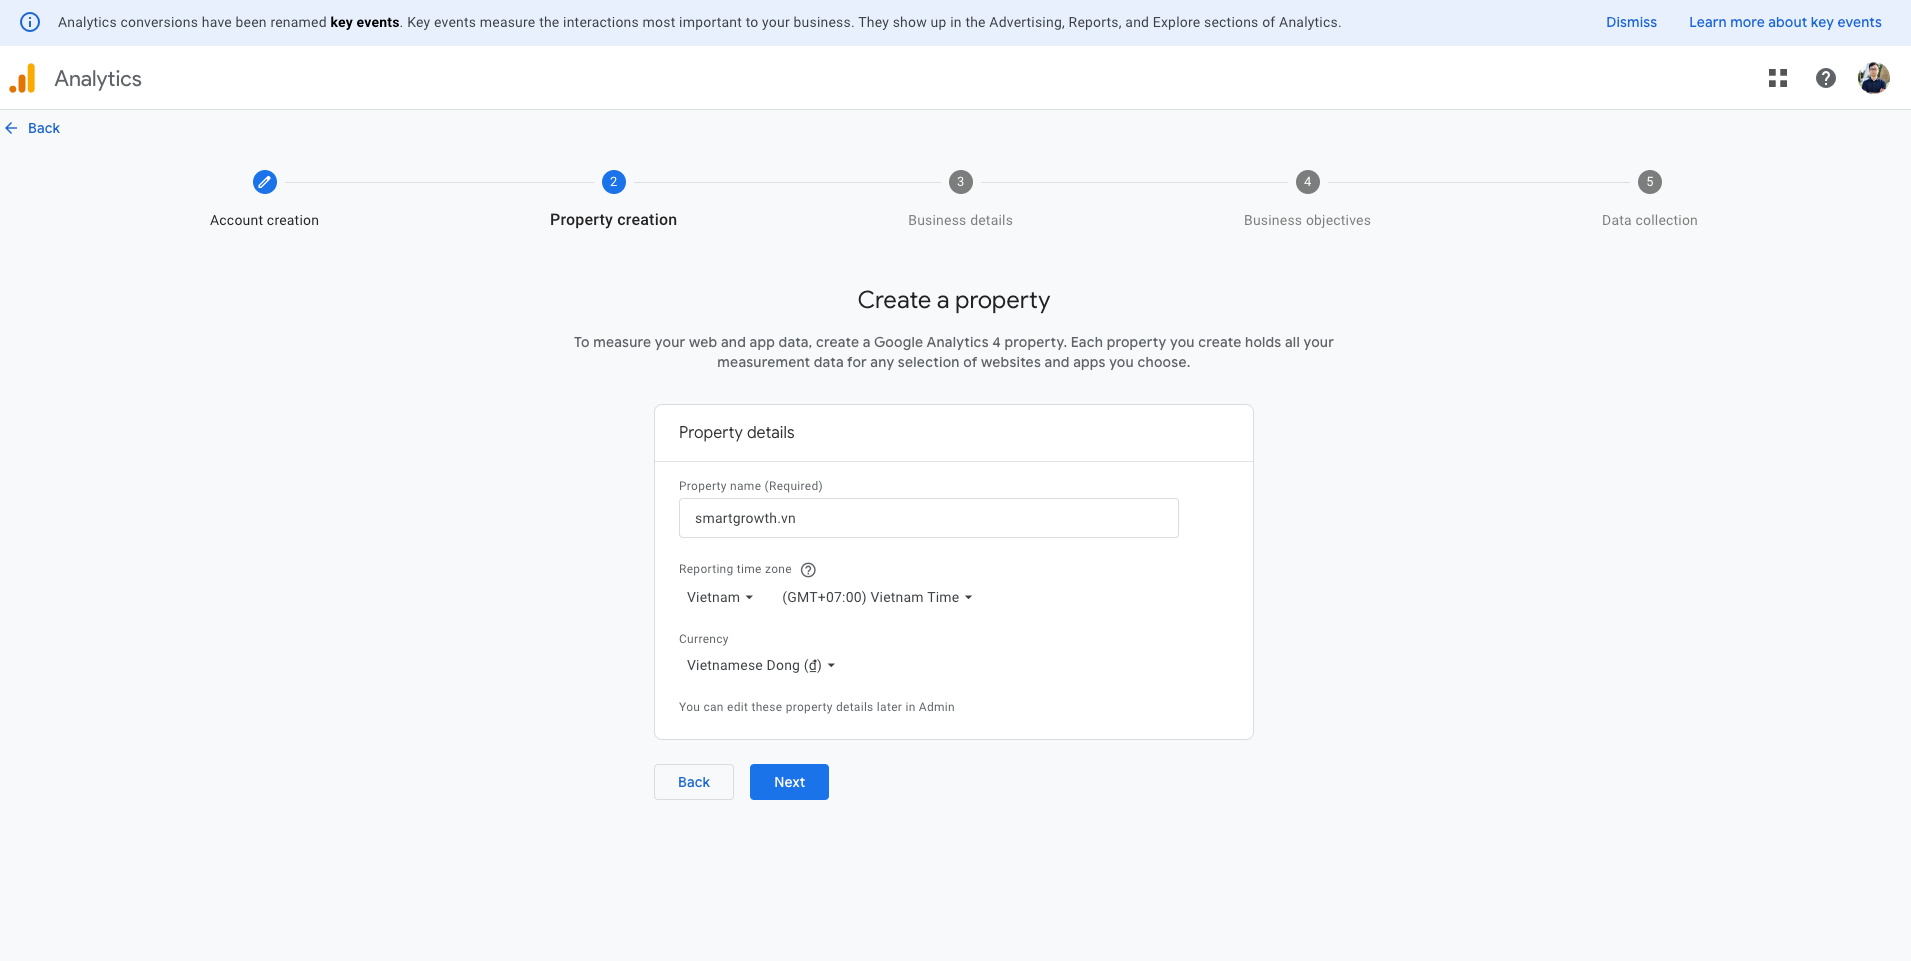 Analytics conversions have been renamed key events. Key events measure the interactions most important to your business. They show up in the Advertising, Reports, and Explore sections of Analytics.
Dismiss
Learn more about key events
Analytics
Back
2
3
4
5
Account creation
Property creation
Business details
Business objectives
Data collection
Create a property
To measure your web and app data, create a Google Analytics 4 property. Each property you create holds all your
measurement data for any selection of websites and apps you choose.
Property details
Property name (Required)
smartgrowth.vn
Reporting time zone
Vietnam
(GMT+07:00) Vietnam Time
Currency
Vietnamese Dong (₫)
You can edit these property details later in Admin
Back
Next